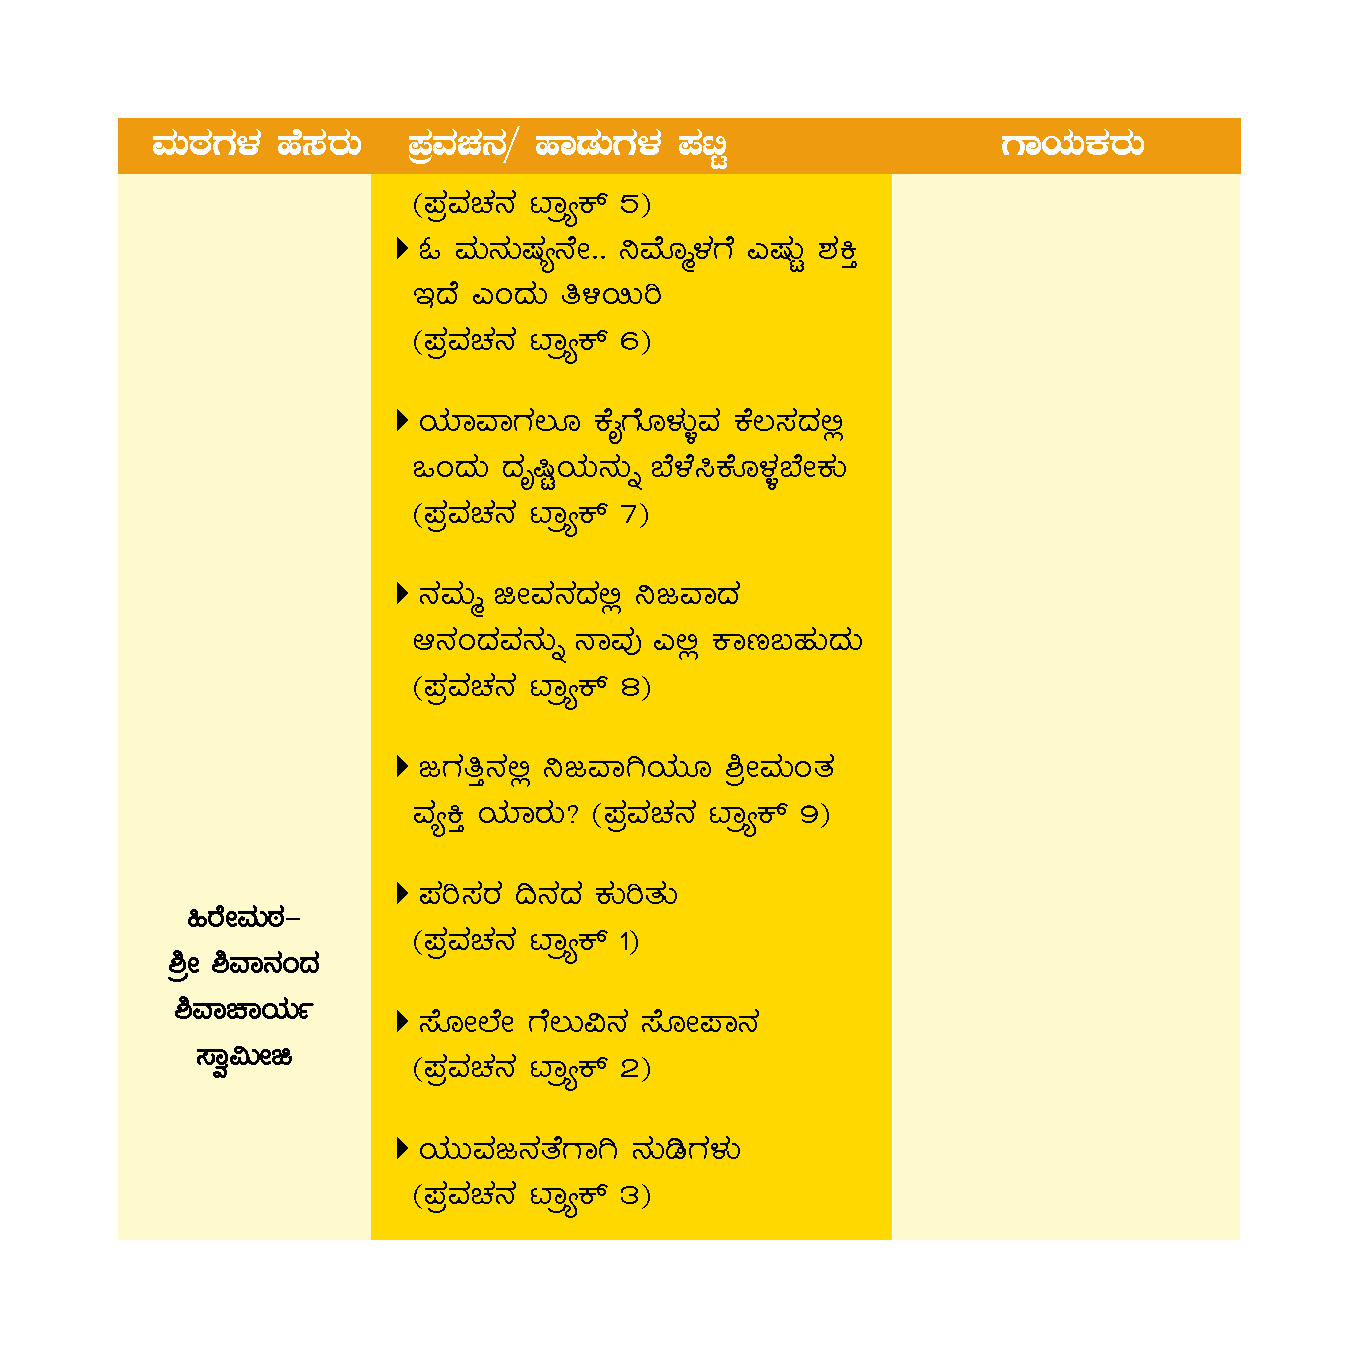 ಮಠಗಳ ಹೆಸರು ಪ್ರವಚನ/ ಹಾಡುಗಳ ಪಟ್ಟಿ ಗಾಯಕರು
(ಪ್ರವಚನ ಟ್ರ್ಯಾಕ್ 5)
ಓ ಮನುಷ್ಯನೇ.. ನಿಮ್ಮೊಳಗೆ ಎಷ್ಟು ಶಕ್ತಿ
ಇದೆ ಎಂದು ತಿಳಿಯಿರಿ
(ಪ್ರವಚನ ಟ್ರ್ಯಾಕ್ 6)
ಯಾವಾಗಲೂ ಕೈಗೊಳ್ಳುವ ಕೆಲಸದಲ್ಲಿ
ಒಂದು ದೃಷ್ಟಿಯನ್ನು ಬೆಳೆಸಿಕೊಳ್ಳಬೇಕು
(ಪ್ರವಚನ ಟ್ರ್ಯಾಕ್ 7)
ನಮ್ಮ ಜೀವನದಲ್ಲಿ ನಿಜವಾದ
ಆನಂದವನ್ನು ನಾವು ಎಲ್ಲಿ ಕಾಣಬಹುದು
(ಪ್ರವಚನ ಟ್ರ್ಯಾಕ್ 8)
ಜಗತ್ತಿನಲ್ಲಿ ನಿಜವಾಗಿಯೂ ಶ್ರೀಮಂತ
ವ್ಯಕ್ತಿ ಯಾರು? (ಪ್ರವಚನ ಟ್ರ್ಯಾಕ್ 9)
ಹಿರೇಮಠ-
ಶ್ರೀ ಶಿವಾನಂದ
ಶಿವಾಚಾರ್ಯ
ಸ್ವಾಮೀಜಿ
ಪರಿಸರ ದಿನದ ಕುರಿತು
(ಪ್ರವಚನ ಟ್ರ್ಯಾಕ್ 1)
ಸೋಲೇ ಗೆಲುವಿನ ಸೋಪಾನ
(ಪ್ರವಚನ ಟ್ರ್ಯಾಕ್ 2)
ಯುವಜನತೆಗಾಗಿ ನುಡಿಗಳು
(ಪ್ರವಚನ ಟ್ರ್ಯಾಕ್ 3)